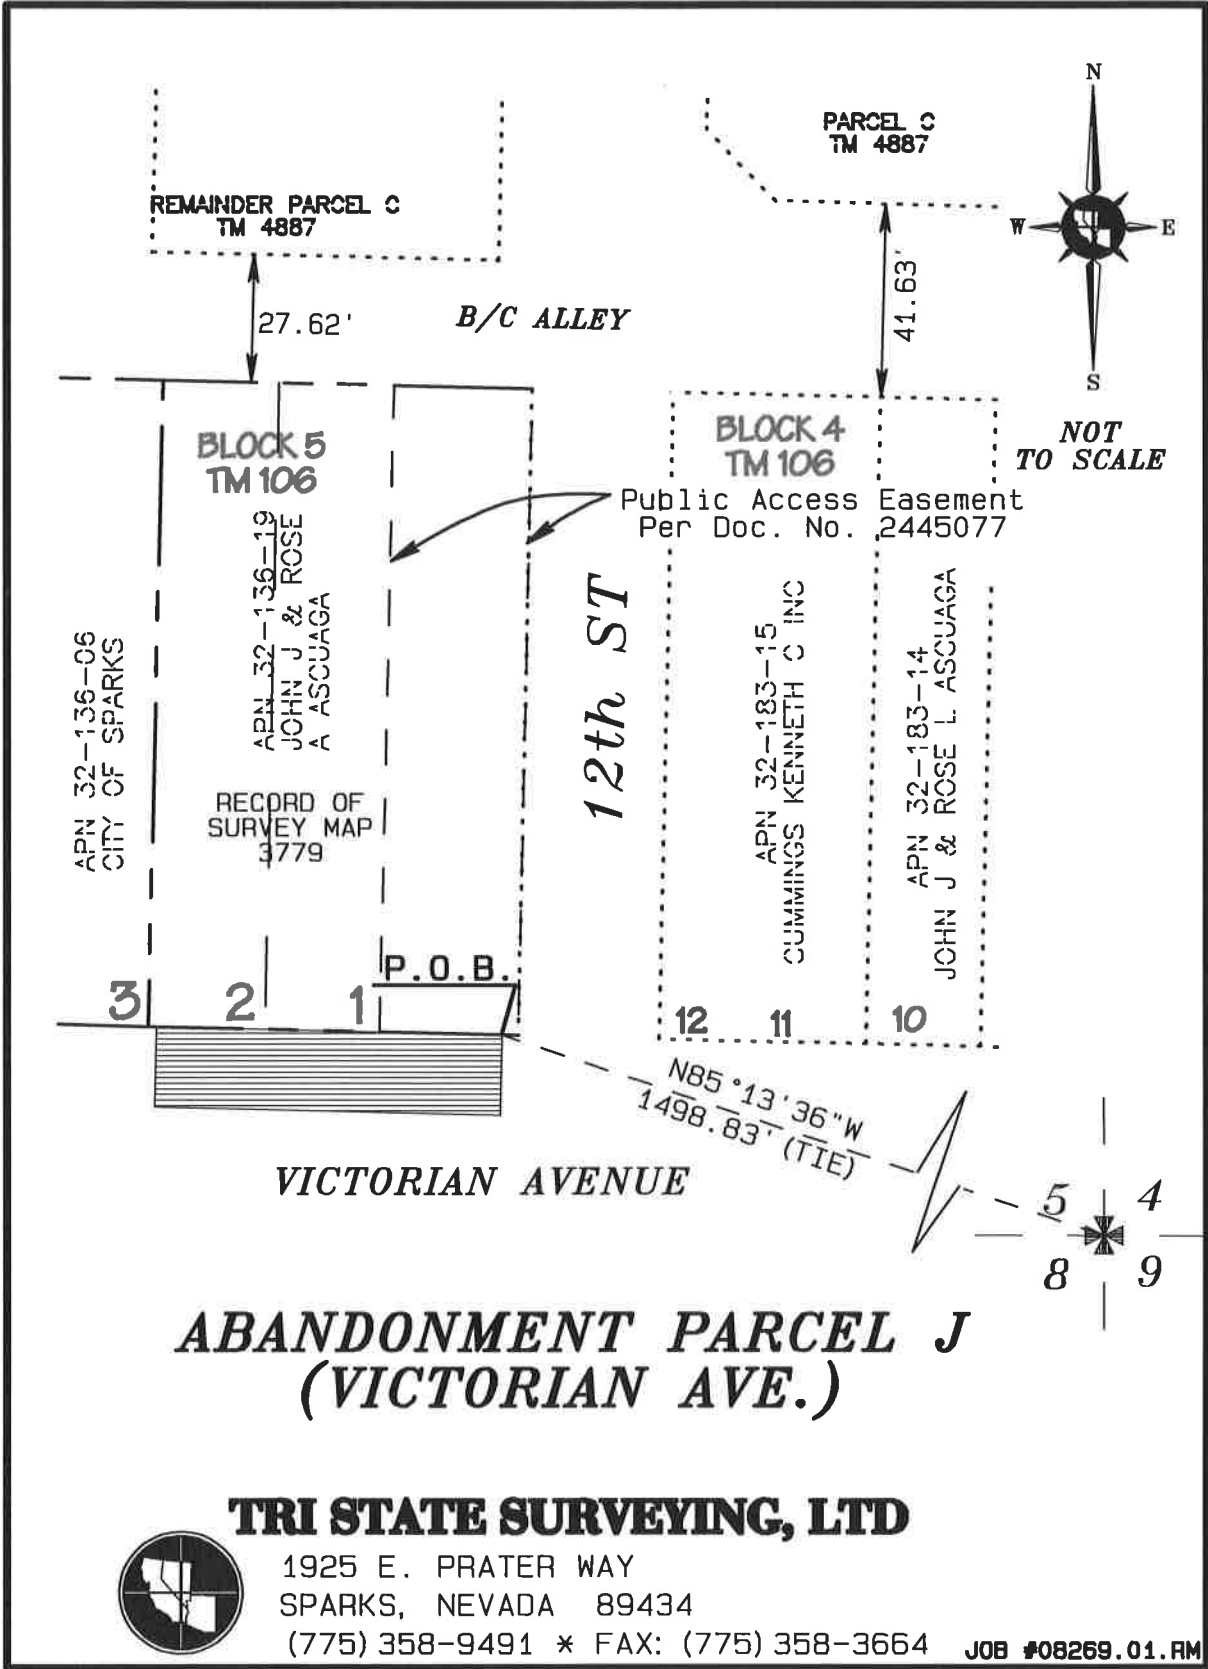 N
PARCEL C
TM 4887
REMAINDER PARCEL C
TM 4887
W
E
27.62'
B/C ALLEY
41.63'
S
NOT
TO SCALE
BLOCK 5
TM 106
BLOCK 4
TM 106
Public Access Easement
Per Doc. No. 2445077
APN 32-136-06
CITY OF SPARKS
APN 32-136-19
JOHN J & ROSE
A ASCUAGA
RECORD OF
SURVEY MAP
3779
12th ST
APN 32-183-15
CUMMINGS KENNETH C INC
APN 32-183-14
JOHN J & ROSE L ASCUAGA
P.O.B.
3 2 1
12 11 10
N85°13'36"W
1498.83' (TIE)
VICTORIAN AVENUE
5 4
8 9
ABANDONMENT PARCEL J
(VICTORIAN AVE.)
TRI STATE SURVEYING, LTD
1925 E. PRATER WAY
SPARKS, NEVADA 89434
(775) 358-9491 * FAX: (775) 358-3664
JOB #08269.01.RM